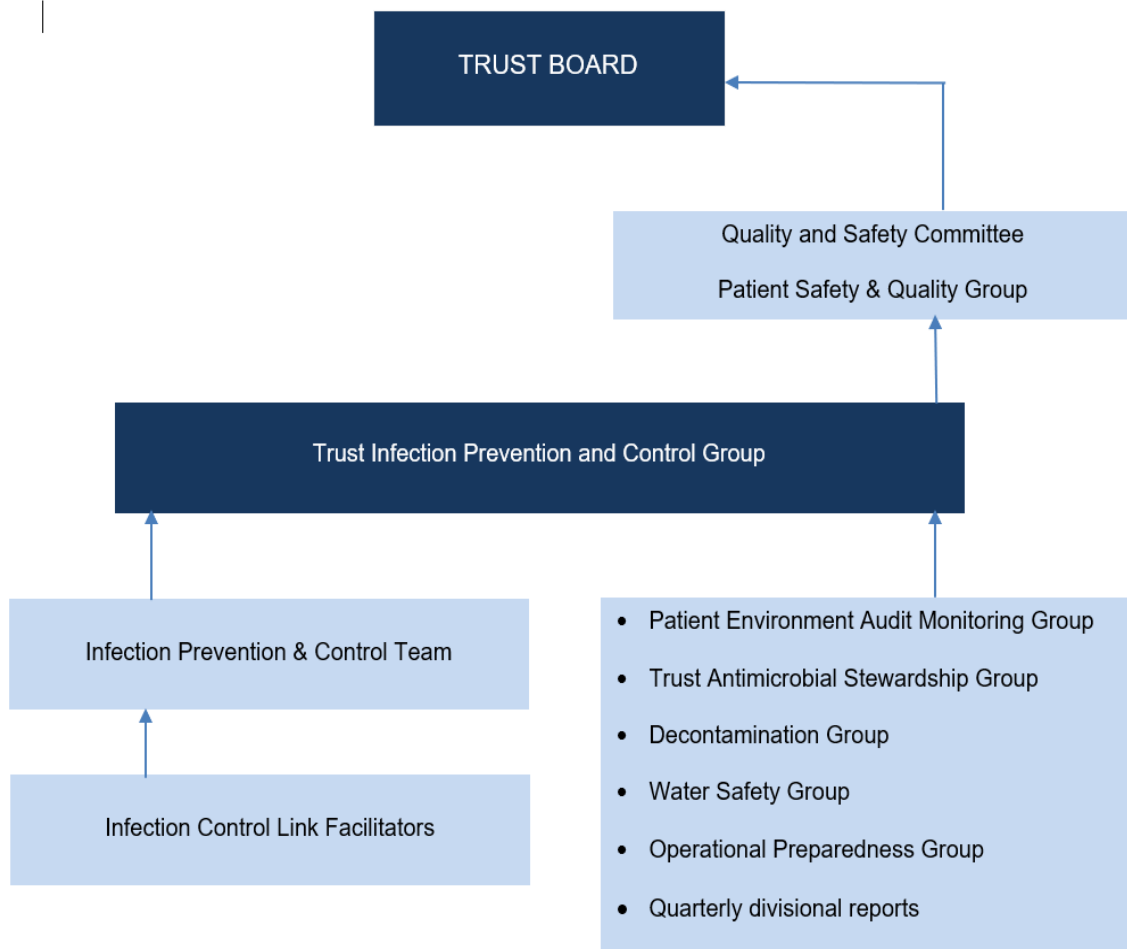 TRUST BOARD
Quality and Safety Committee
Patient Safety & Quality Group
Trust Infection Prevention and Control Group
Infection Prevention & Control Team
Infection Control Link Facilitators
• Patient Environment Audit Monitoring Group
• Trust Antimicrobial Stewardship Group
• Decontamination Group
• Water Safety Group
• Operational Preparedness Group
• Quarterly divisional reports